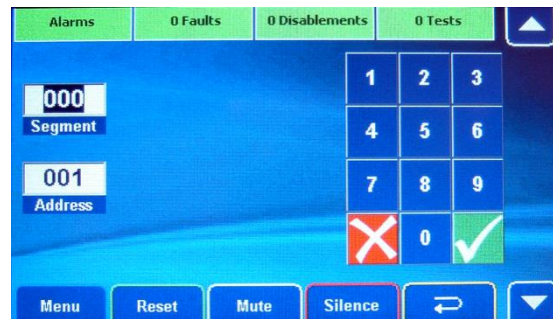 Alarms
0 Faults
0 Disablements
0 Tests
1 2 3
000
Segment
4 5 6
001
Address
7 8 9
0
Menu
Reset
Mute
Silence